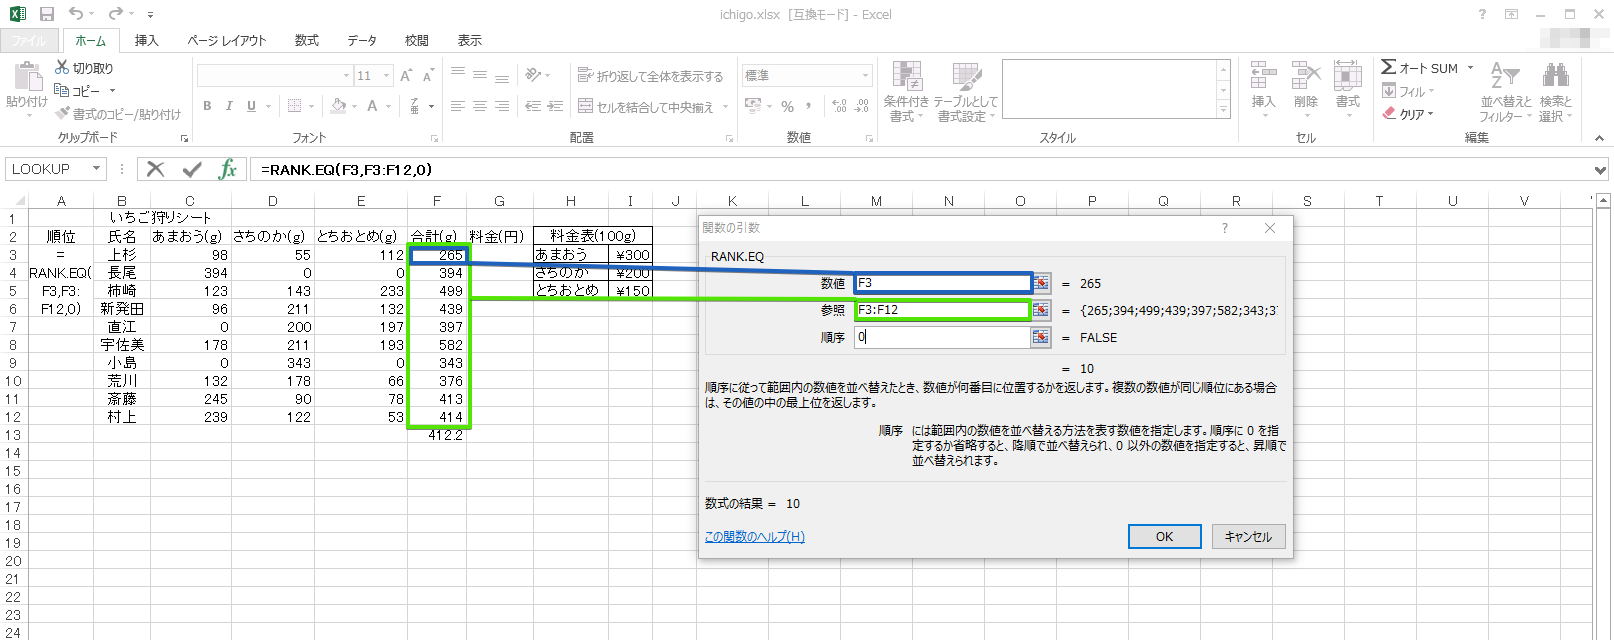 ichigo.xlsx [互換モード] - Excel
ファイル ホーム 挿入 ページ レイアウト 数式 データ 校閲 表示
貼り付け 切り取り コピー 書式のコピー/貼り付け
クリップボード
11
B I U A
フォント
折り返して全体を表示する
セルを結合して中央揃え
配置
標準
数値
条件付き書式 テーブルとして書式設定
スタイル
挿入 削除 書式
セル
Σ オート SUM
フィル
クリア
並べ替えと フィルター 検索と 選択
編集
LOOKUP fx =RANK.EQ(F3,F3:F12,0)
A B C D E F G H I J K L M N O P Q R S T U V
1 いちご狩りシート
2 順位 氏名 あまおう(g) さちのか(g) とちおとめ(g) 合計(g) 料金(円) 料金表(100g)
3 = 上杉 98 55 112 265 あまおう ¥300
4 RANK.EQ( 長尾 394 0 0 394 さちのか ¥200
5 F3,F3: 柿崎 123 143 233 499 とちおとめ ¥150
6 F12,0) 新発田 96 211 132 439
7 直江 0 200 197 397
8 宇佐美 178 211 193 582
9 小島 0 343 0 343
10 荒川 132 178 66 376
11 斎藤 245 90 78 413
12 村上 239 122 53 414
13 412.2
14
15
16
17
18
19
20
21
22
23
24
関数の引数 ?
RANK.EQ
数値 F3 = 265
参照 F3:F12 = {265;394;499;439;397;582;343;37
順序 0 = FALSE
= 10
順序に従って範囲内の数値を並べ替えたとき、数値が何番目に位置するかを返します。複数の数値が同じ順位にある場合
は、その値の中の最上位を返します。
順序 には範囲内の数値を並べ替える方法を表す数値を指定します。順序に 0 を指
定するか省略すると、降順で並べ替えられ、0 以外の数値を指定すると、昇順で
並べ替えられます。
数式の結果 = 10
この関数のヘルプ(H)
OK キャンセル